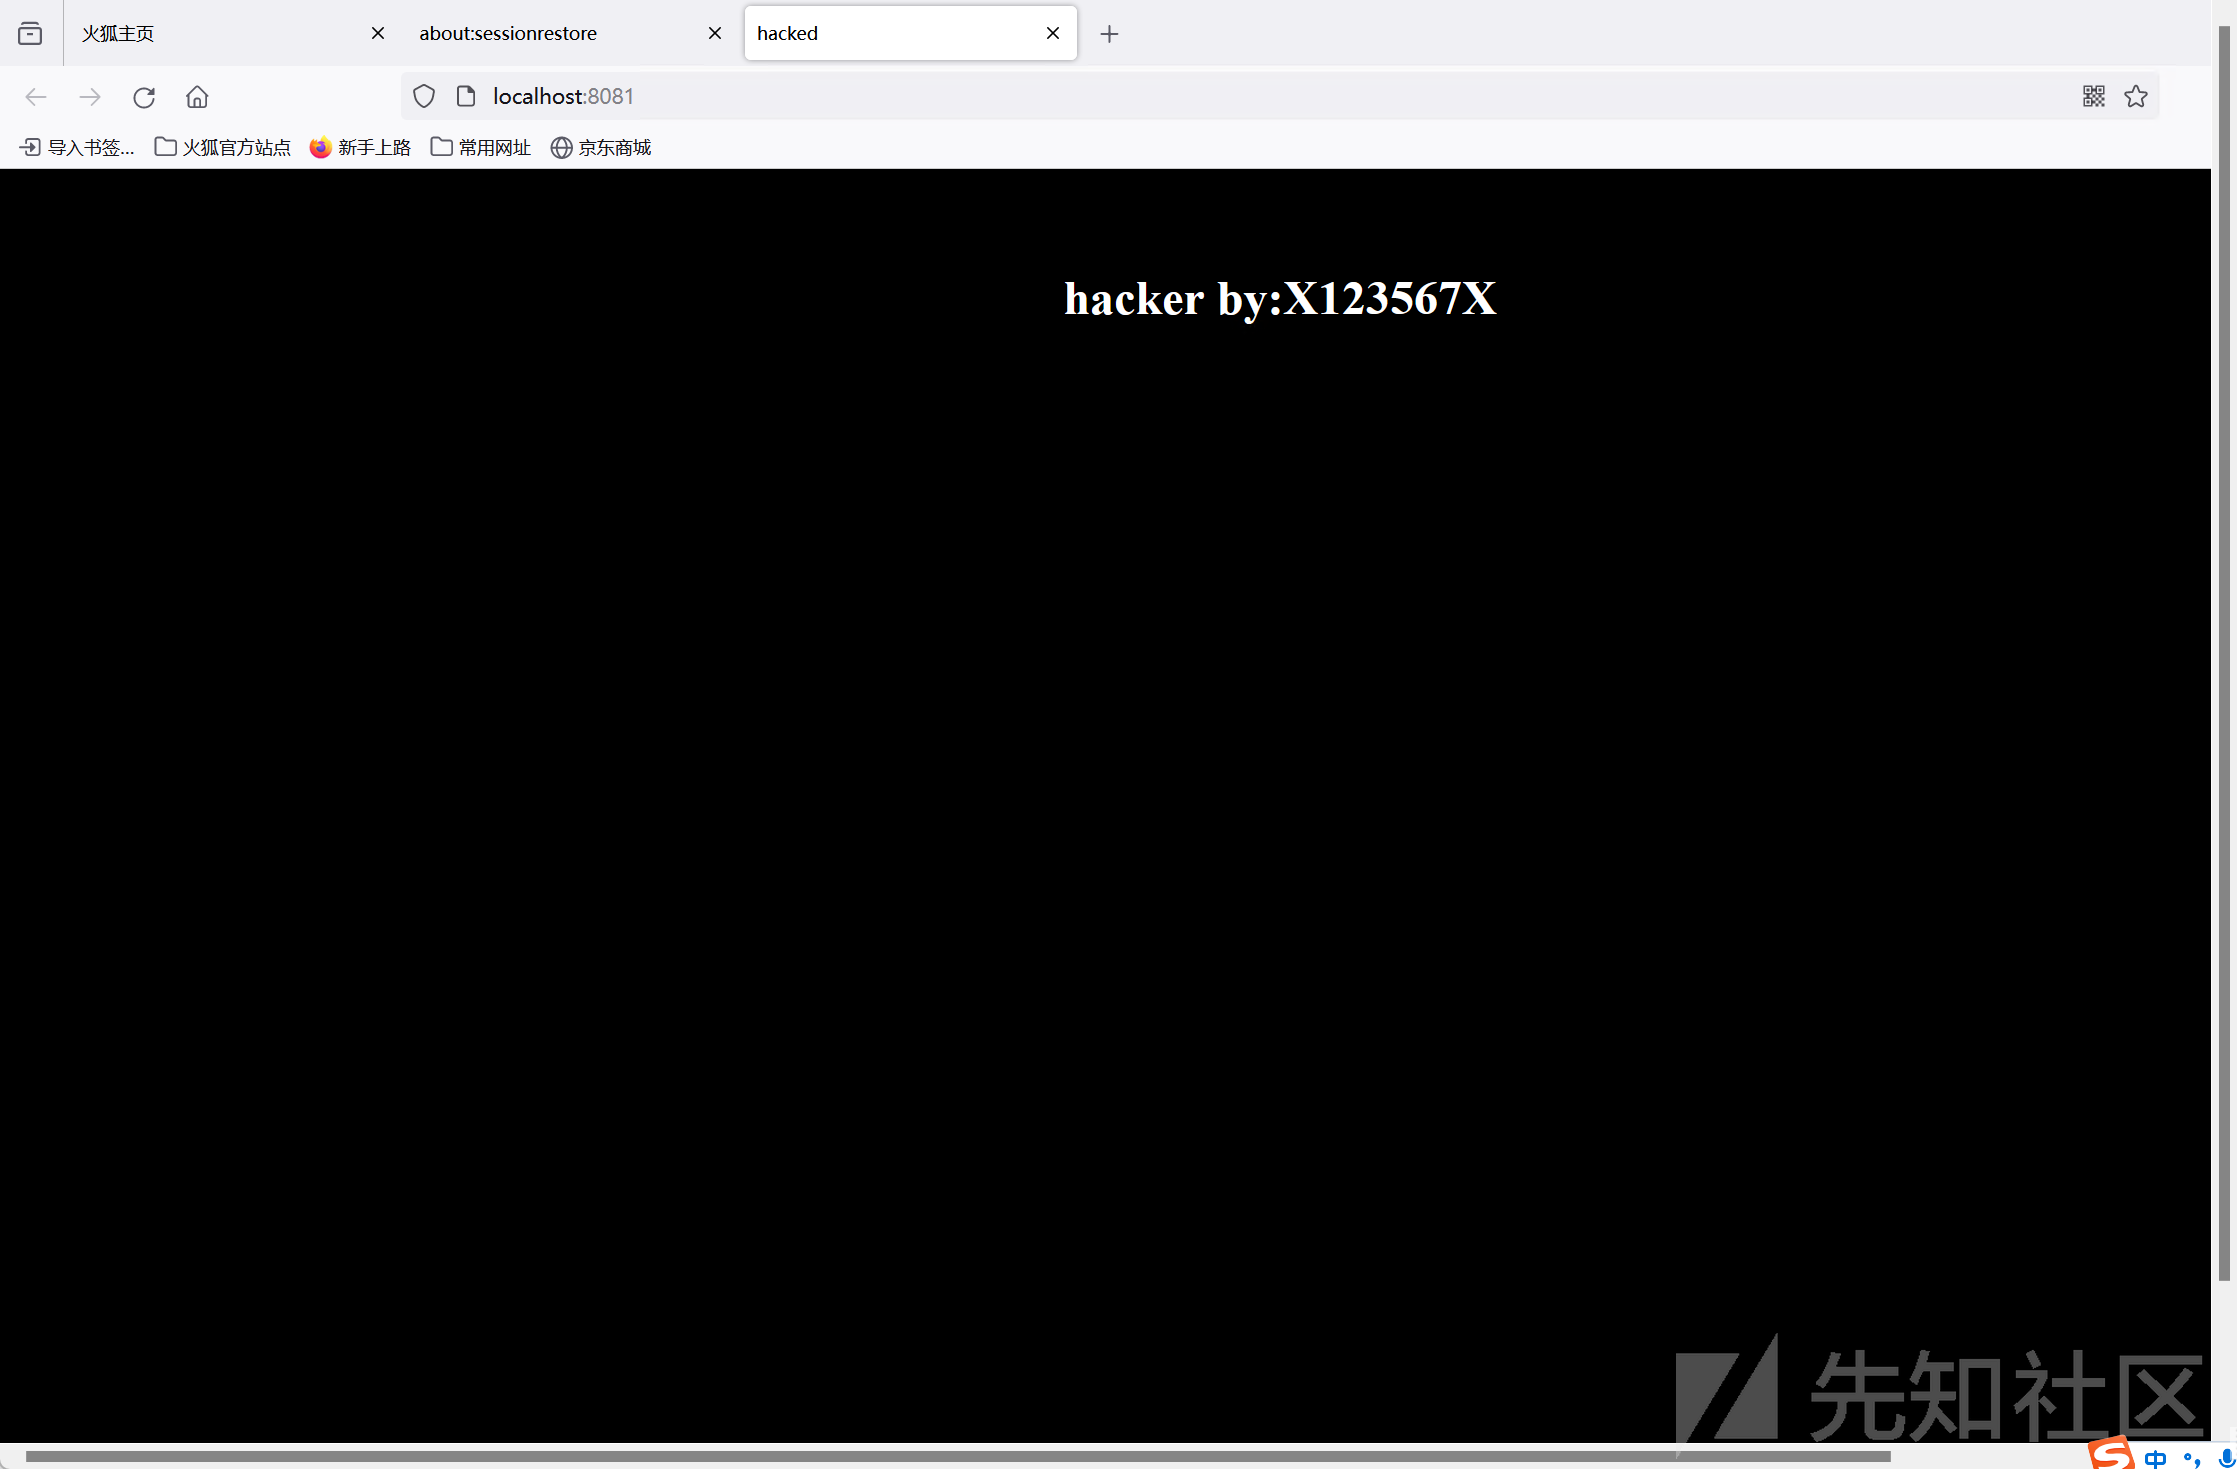 火狐主页
about:sessionrestore
hacked
localhost:8081
导入书签... 火狐官方站点 新手上路 常用网址 京东商城
hacker by:X123567X
先知社区
中